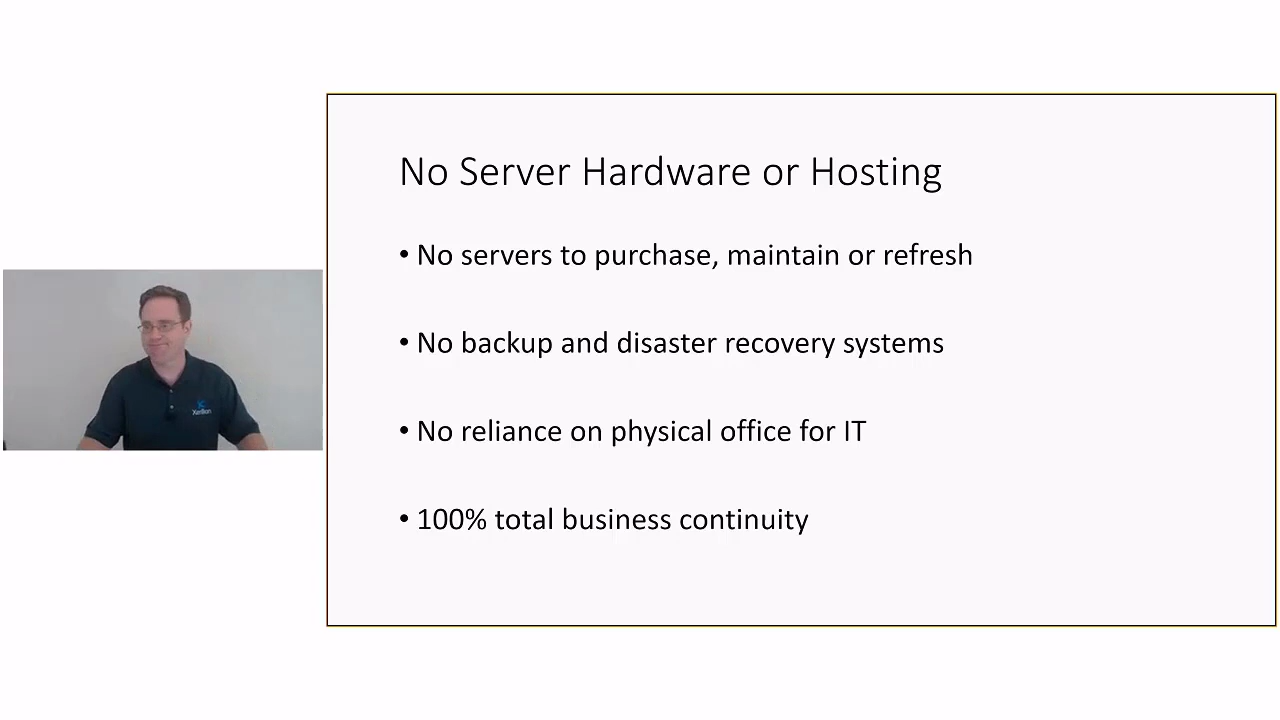 No Server Hardware or Hosting
• No servers to purchase, maintain or refresh
• No backup and disaster recovery systems
• No reliance on physical office for IT
• 100% total business continuity
Xerillion